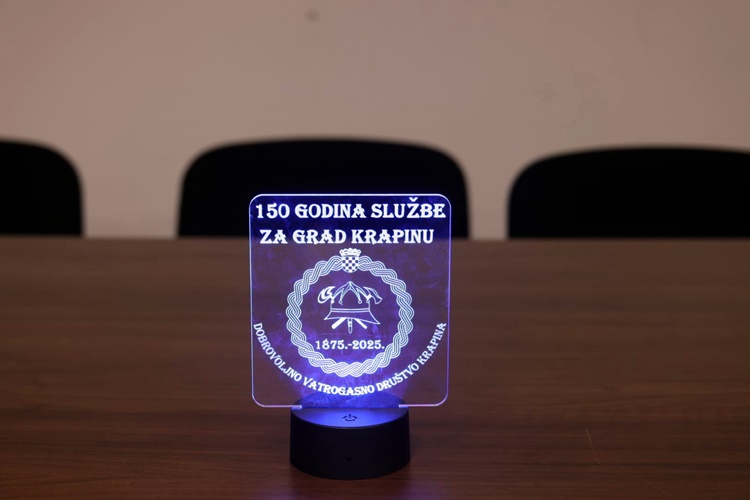 150 GODINA SLUŽBE
ZA GRAD KRAPINU
1875.-2025.
DOBROVOLJNO VATROGASNO DRUŠTVO KRAPINA